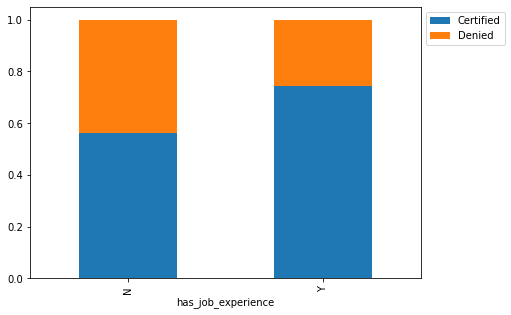 1.0
0.8
0.6
0.4
0.2
0.0
N
Y
has_job_experience
Certified
Denied